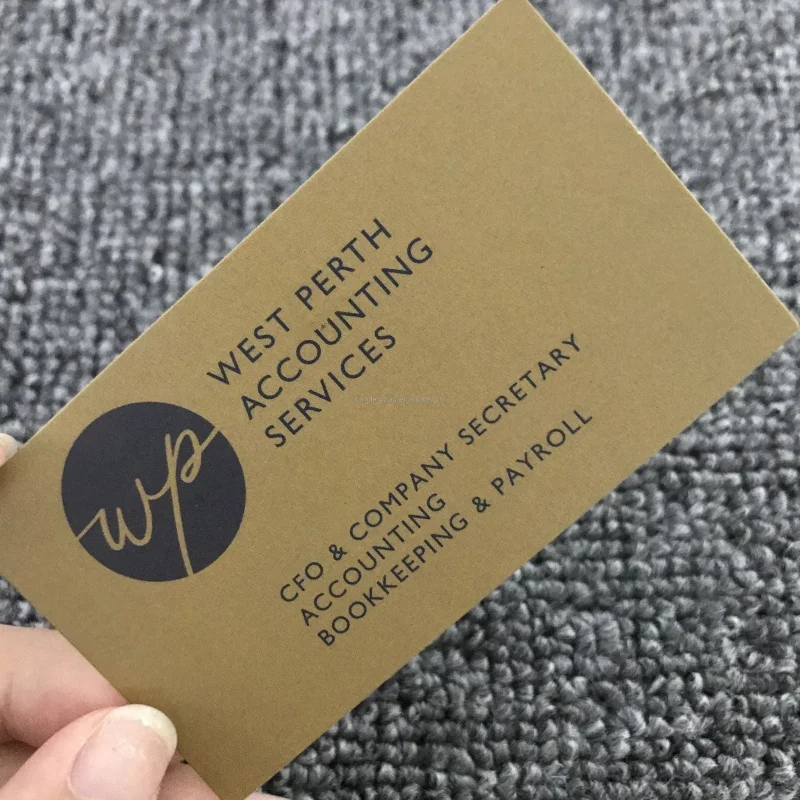 wp
WEST PERTH
ACCOUNTING
SERVICES
CFO & COMPANY SECRETARY
ACCOUNTING
BOOKKEEPING & PAYROLL